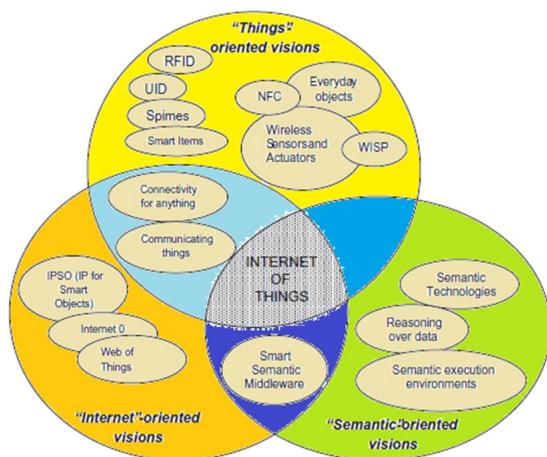 “Things”-
oriented visions
RFID
UID
Spimes
Smart Items
NFC
Everyday
objects
Wireless
Sensors and
Actuators
WISP
Connectivity
for anything
Communicating
things
INTERNET
OF
THINGS
IPSO (IP for
Smart
Objects)
Internet 0
Web of
Things
Smart
Semantic
Middleware
Semantic
Technologies
Reasoning
over data
Semantic execution
environments
“Internet”-oriented
visions
“Semantic”-oriented
visions